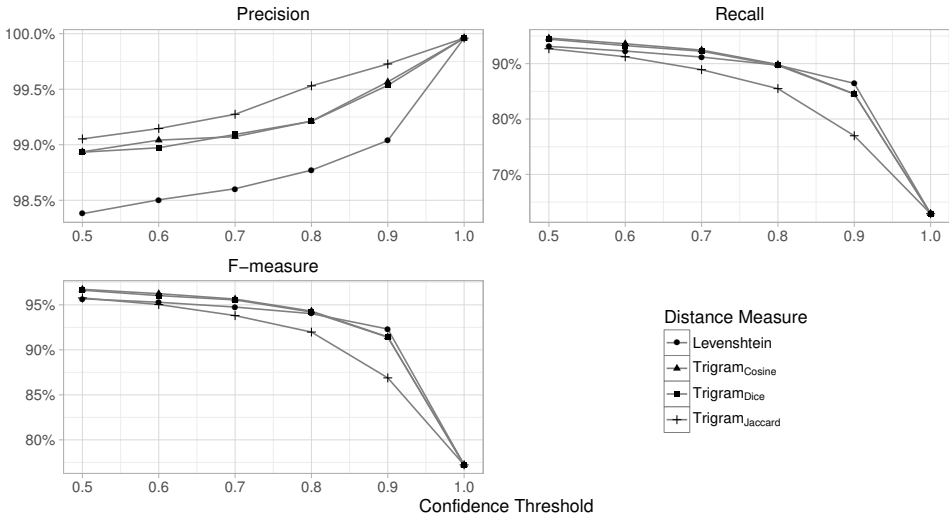 Precision
100.0%
99.5%
99.0%
98.5%
0.5 0.6 0.7 0.8 0.9 1.0
Recall
90%
80%
70%
0.5 0.6 0.7 0.8 0.9 1.0
F−measure
95%
90%
85%
80%
0.5 0.6 0.7 0.8 0.9 1.0
Distance Measure
Levenshtein
TrigramCosine
TrigramDice
TrigramJaccard
Confidence Threshold